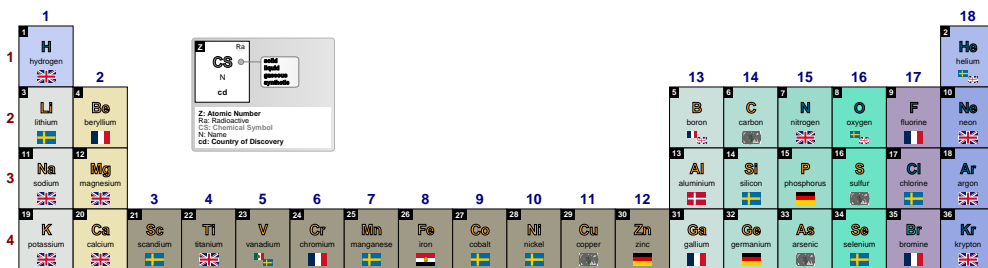 1 18
1 1 H hydrogen 2 He helium
Z Ra
CS
N
cd
solid
liquid
gaseous
synthetic
Z: Atomic Number
Ra: Radioactive
CS: Chemical Symbol
N: Name
cd: Country of Discovery
2 13 14 15 16 17
2 3 Li lithium 4 Be beryllium 5 B boron 6 C carbon 7 N nitrogen 8 O oxygen 9 F fluorine 10 Ne neon
3 11 Na sodium 12 Mg magnesium 13 Al aluminium 14 Si silicon 15 P phosphorus 16 S sulfur 17 Cl chlorine 18 Ar argon
3 4 5 6 7 8 9 10 11 12
4 19 K potassium 20 Ca calcium 21 Sc scandium 22 Ti titanium 23 V vanadium 24 Cr chromium 25 Mn manganese 26 Fe iron 27 Co cobalt 28 Ni nickel 29 Cu copper 30 Zn zinc 31 Ga gallium 32 Ge germanium 33 As arsenic 34 Se selenium 35 Br bromine 36 Kr krypton